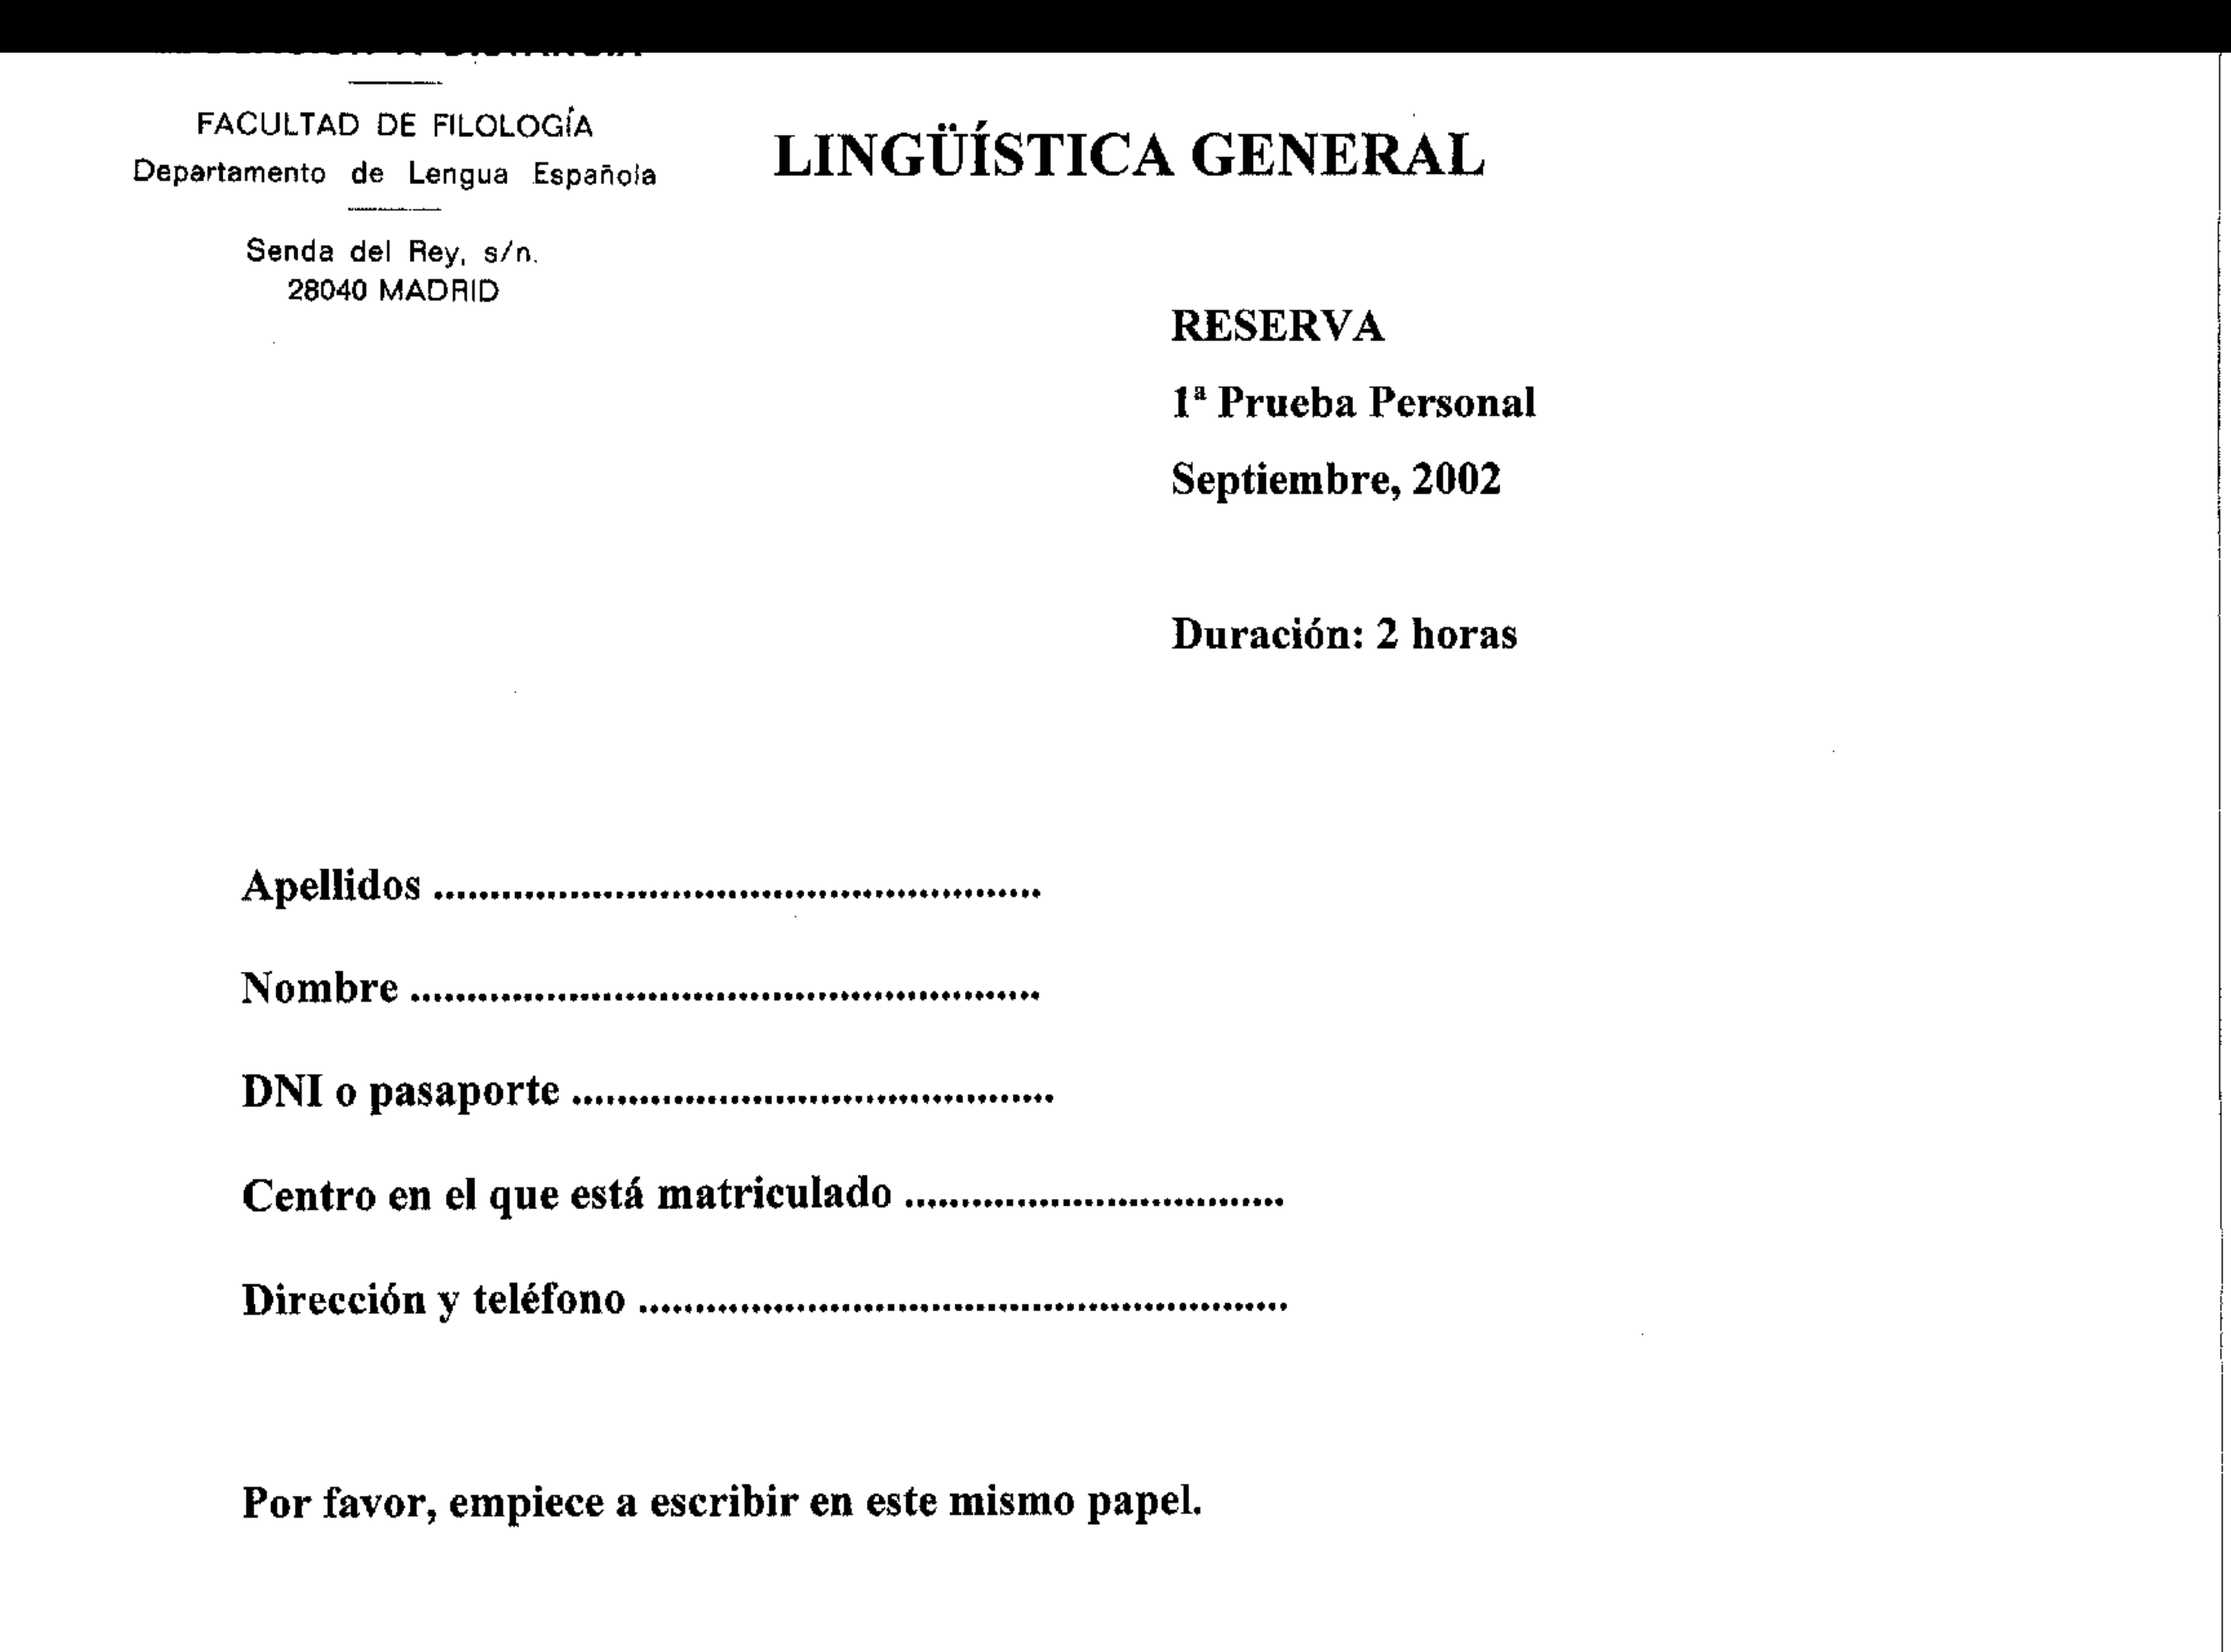 FACULTAD DE FILOLOGÍA
Departamento de Lengua Española
Senda del Rey, s/n.
28040 MADRID
LINGÜÍSTICA GENERAL
RESERVA
1ª Prueba Personal
Septiembre, 2002
Duración: 2 horas
Apellidos ......................................................
Nombre ........................................................
DNI o pasaporte ...........................................
Centro en el que está matriculado ..................................
Dirección y teléfono ..........................................................
Por favor, empiece a escribir en este mismo papel.